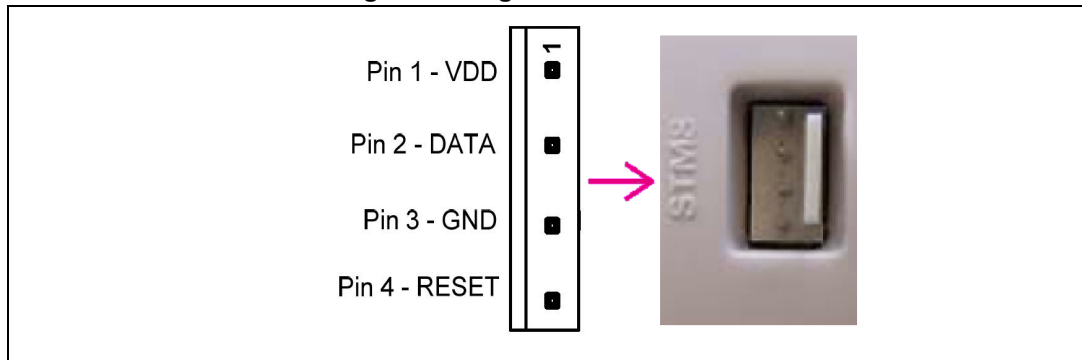 1
Pin 1 - VDD
Pin 2 - DATA
Pin 3 - GND
Pin 4 - RESET
STM8